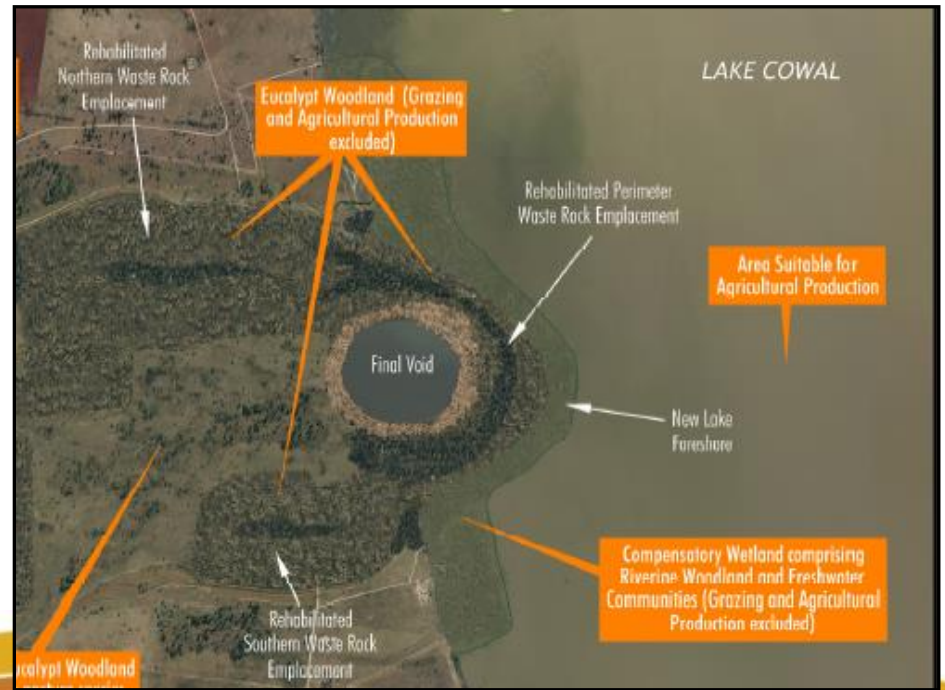 LAKE COWAL
Rehabilitated
Northern Waste Rock
Emplacement
Eucalypt Woodland (Grazing
and Agricultural Production
excluded)
Rehabilitated Perimeter
Waste Rock Emplacement
Area Suitable for
Agricultural Production
Final Void
New Lake
Foreshore
Compensatory Wetland comprising
Riverine Woodland and Freshwater
Communities (Grazing and Agricultural
Production excluded)
Rehabilitated
Southern Waste Rock
Emplacement
Woodland